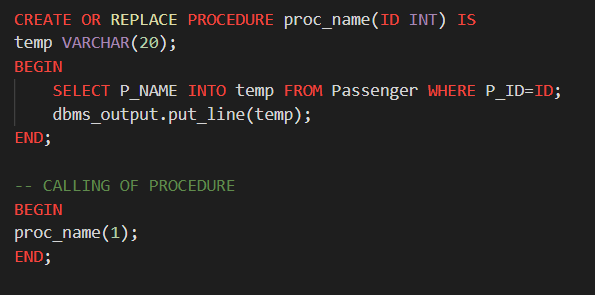 CREATE OR REPLACE PROCEDURE proc_name(ID INT) IS
temp VARCHAR(20);
BEGIN
    SELECT P_NAME INTO temp FROM Passenger WHERE P_ID=ID;
    dbms_output.put_line(temp);
END;

-- CALLING OF PROCEDURE
BEGIN
proc_name(1);
END;